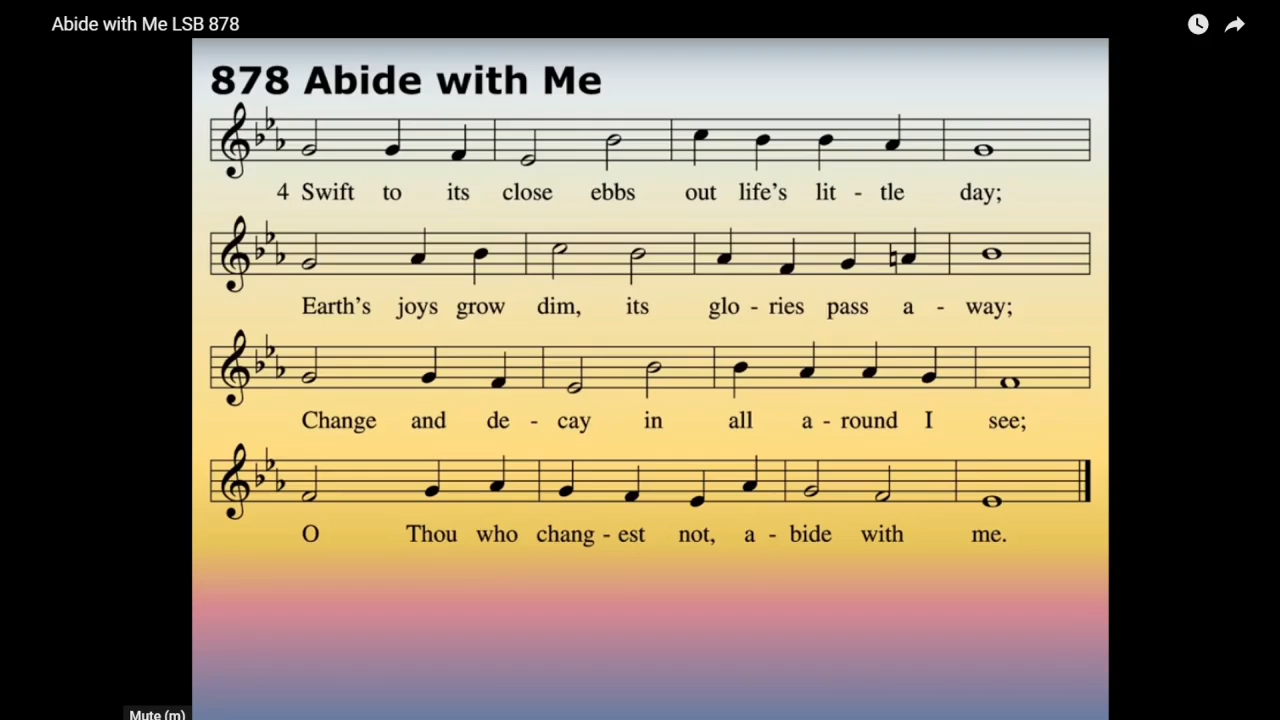 Abide with Me LSB 878
878 Abide with Me
4 Swift to its close ebbs out life's lit - tle day;
Earth's joys grow dim, its glo - ries pass a - way;
Change and de - cay in all a - round I see;
O Thou who chang - est not, a - bide with me.
Mute (m)